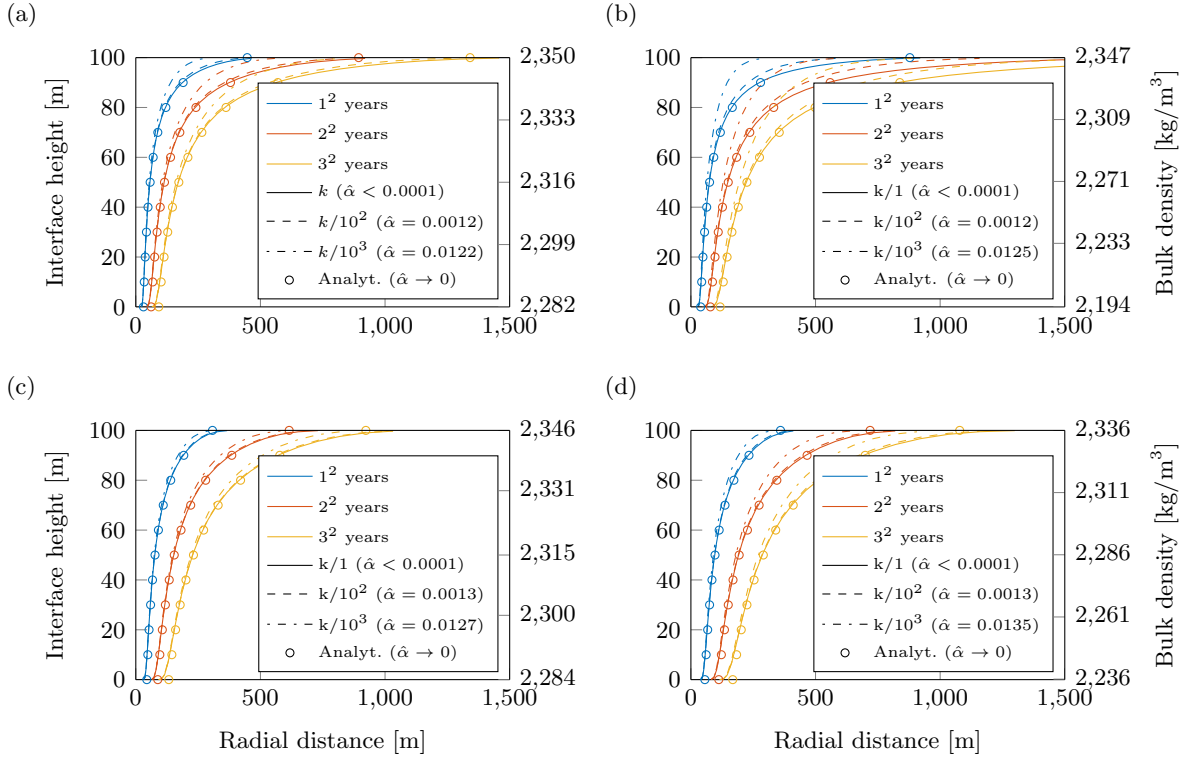 (a)
100
80
60
40
20
0
Interface height [m]
0
500
1,000
1,500
2,350
2,333
2,316
2,299
2,282
1² years
2² years
3² years
k (α̂ < 0.0001)
k/10² (α̂ = 0.0012)
k/10³ (α̂ = 0.0122)
Analyt. (α̂ → 0)
(b)
100
80
60
40
20
0
0
500
1,000
1,500
2,347
2,309
2,271
2,233
2,194
Bulk density [kg/m³]
1² years
2² years
3² years
k/1 (α̂ < 0.0001)
k/10² (α̂ = 0.0012)
k/10³ (α̂ = 0.0125)
Analyt. (α̂ → 0)
(c)
100
80
60
40
20
0
Interface height [m]
0
500
1,000
1,500
Radial distance [m]
2,346
2,331
2,315
2,300
2,284
1² years
2² years
3² years
k/1 (α̂ < 0.0001)
k/10² (α̂ = 0.0013)
k/10³ (α̂ = 0.0127)
Analyt. (α̂ → 0)
(d)
100
80
60
40
20
0
0
500
1,000
1,500
Radial distance [m]
2,336
2,311
2,286
2,261
2,236
Bulk density [kg/m³]
1² years
2² years
3² years
k/1 (α̂ < 0.0001)
k/10² (α̂ = 0.0013)
k/10³ (α̂ = 0.0135)
Analyt. (α̂ → 0)